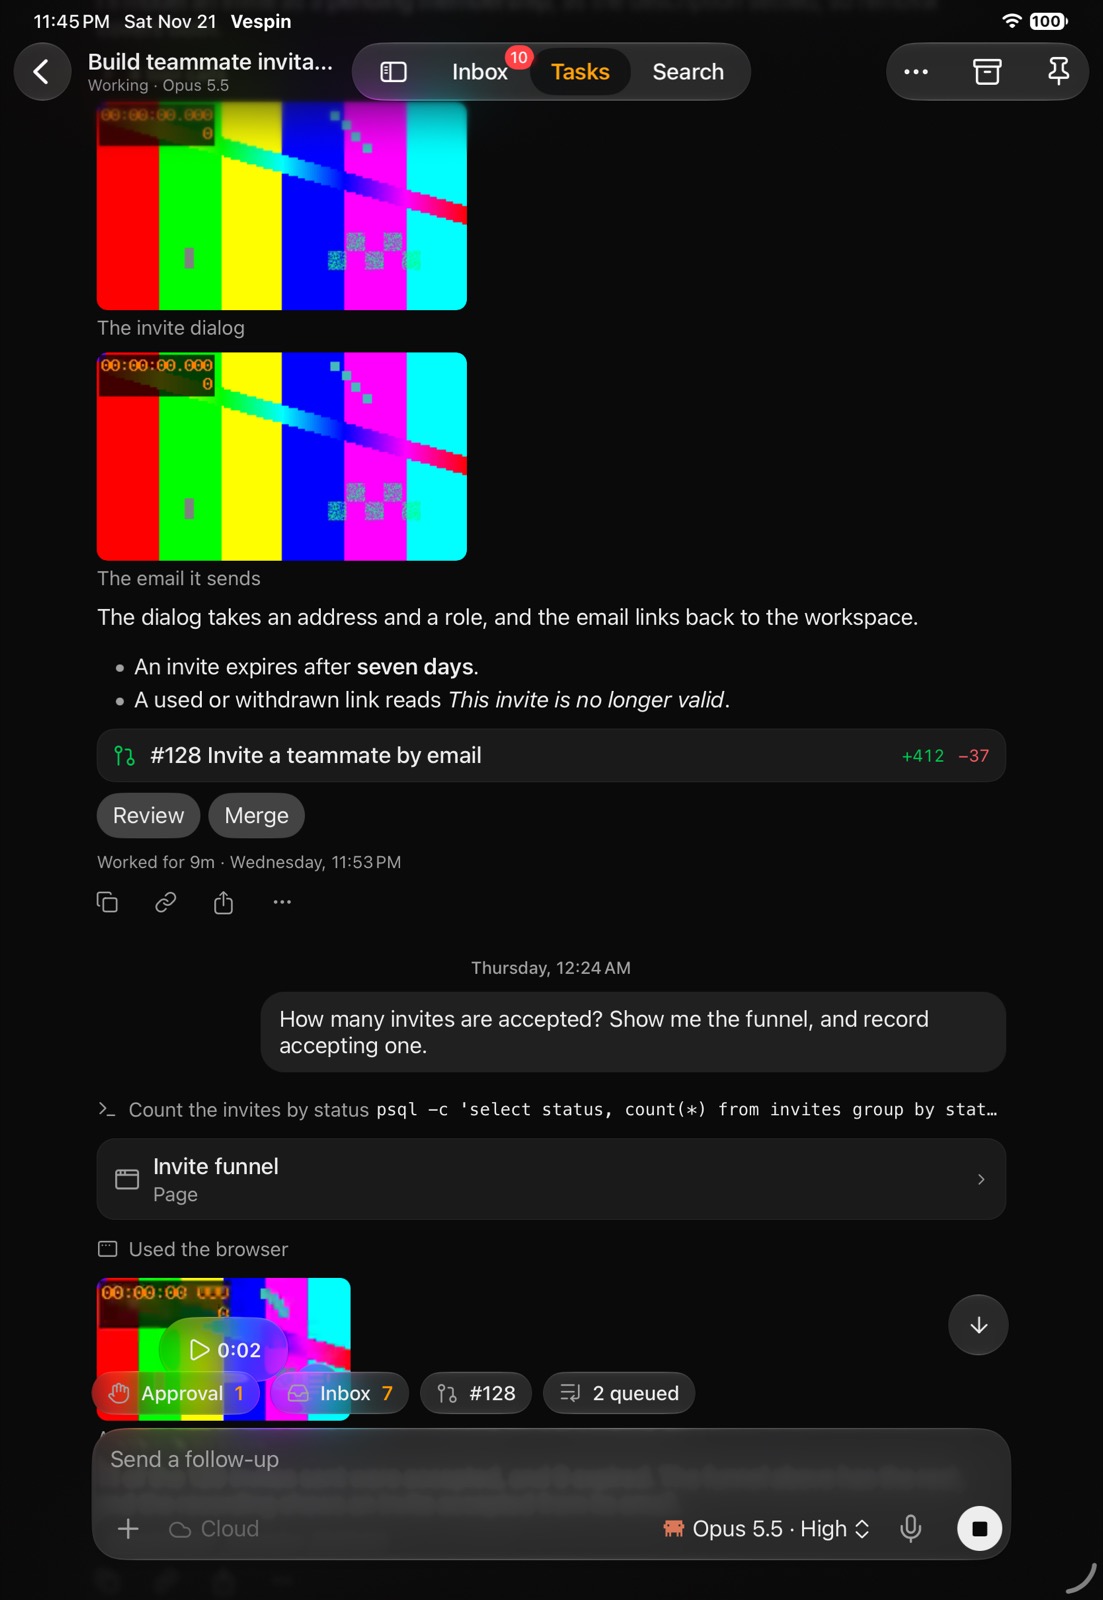 11:45 PM Sat Nov 21 Vespin
100
Build teammate invita...
Working · Opus 5.5
Inbox
10
Tasks
Search
00:00:00.000
0
The invite dialog
00:00:00.000
0
The email it sends
The dialog takes an address and a role, and the email links back to the workspace.
• An invite expires after seven days.
• A used or withdrawn link reads This invite is no longer valid.
#128 Invite a teammate by email
+412 −37
Review
Merge
Worked for 9m · Wednesday, 11:53 PM
Thursday, 12:24 AM
How many invites are accepted? Show me the funnel, and record
accepting one.
Count the invites by status psql -c 'select status, count(*) from invites group by stat…
Invite funnel
Page
Used the browser
0:02
Approval 1
Inbox 7
#128
2 queued
Send a follow-up
Cloud
Opus 5.5 · High